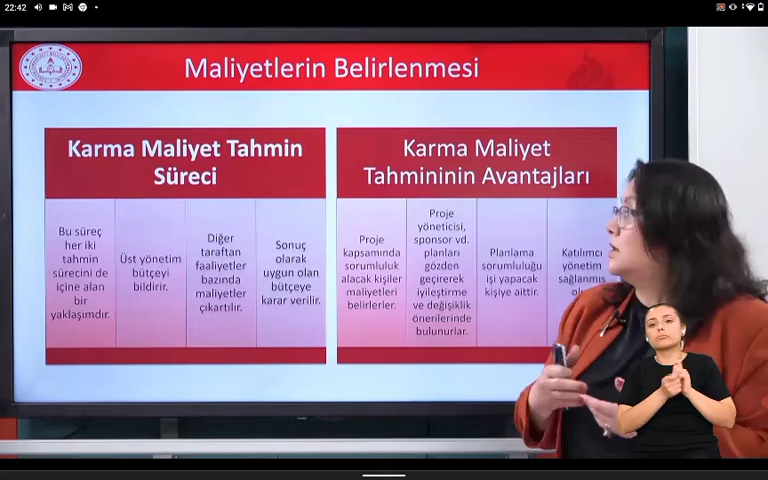 22:42
Maliyetlerin Belirlenmesi
Karma Maliyet Tahmin
Süreci
Bu süreç
her iki
tahmin
sürecini de
içine alan
bir
yaklaşımdır.
Üst yönetim
bütçeyi
bildirir.
Diğer
taraftan
faaliyetler
bazında
maliyetler
çıkartılır.
Sonuç
olarak
uygun olan
bütçeye
karar verilir.
Karma Maliyet
Tahmininin Avantajları
Proje
kapsamında
sorumluluk
alacak kişiler
maliyetleri
belirlerler.
Proje
yöneticisi,
sponsor vd.
planları
gözden
geçirerek
iyileştirme
ve değişiklik
önerilerinde
bulunurlar.
Planlama
sorumluluğu
işi yapacak
kişiye aittir.
Katılımcı
yönetim
sağlanmış